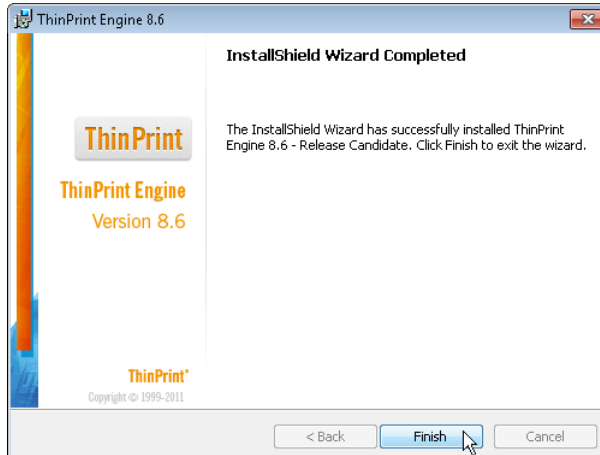 ThinPrint Engine 8.6
InstallShield Wizard Completed
The InstallShield Wizard has successfully installed ThinPrint
Engine 8.6 - Release Candidate. Click Finish to exit the wizard.
ThinPrint
ThinPrint Engine
Version 8.6
ThinPrint®
Copyright © 1999-2011
< Back
Finish
Cancel